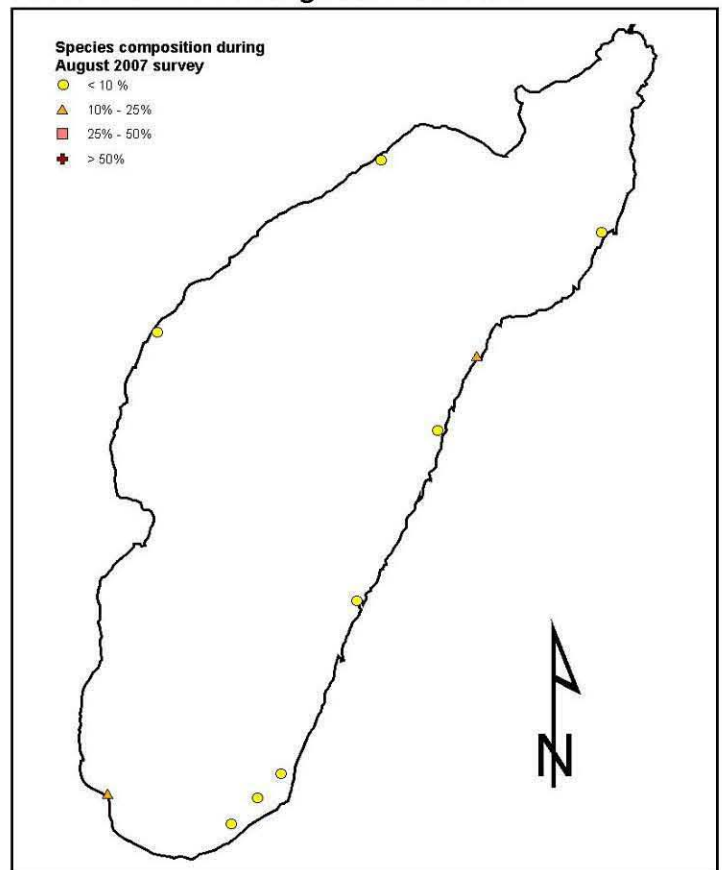 Species composition during
August 2007 survey
< 10 %
10% - 25%
25% - 50%
> 50%
N